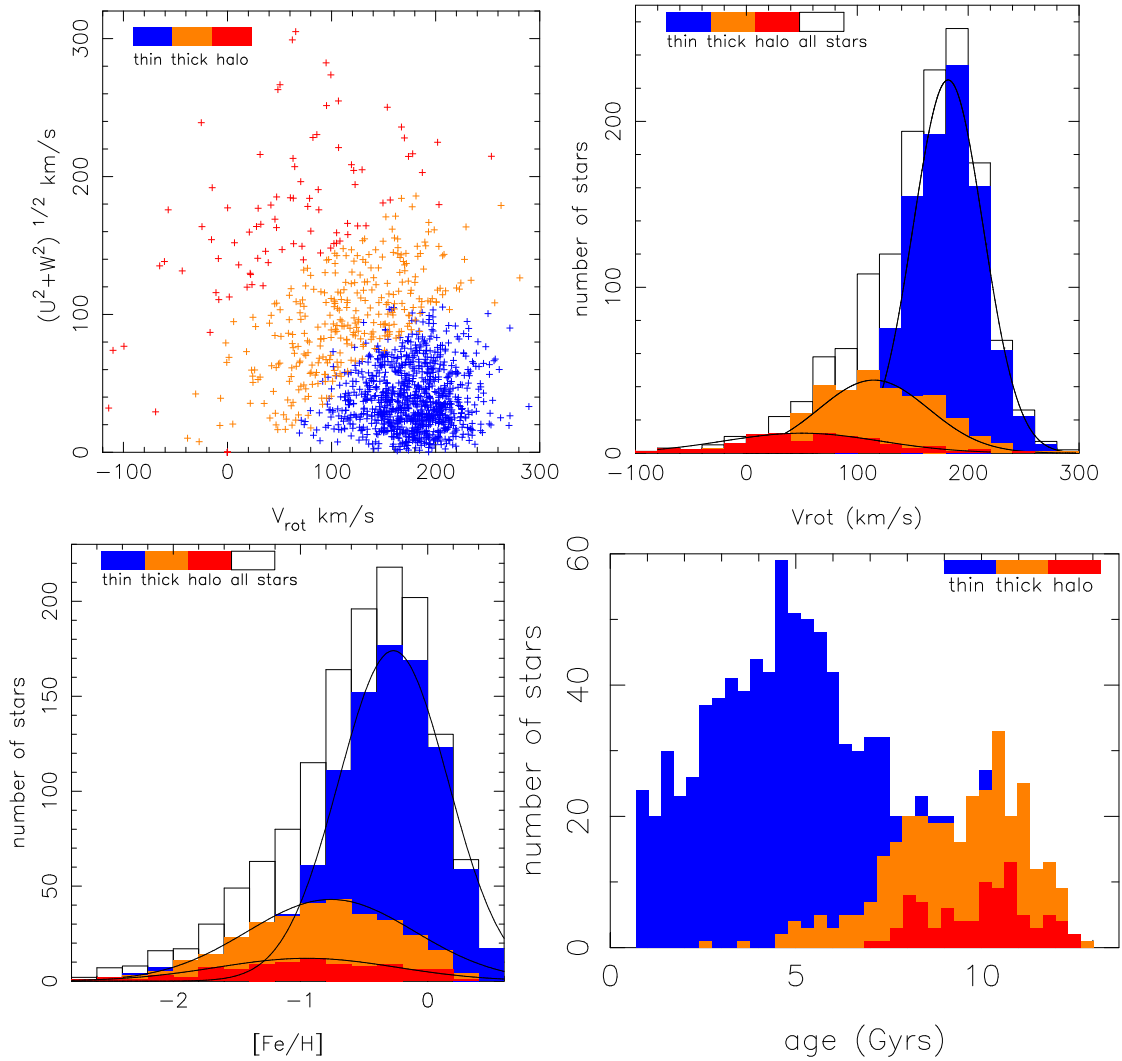 thin thick halo
(U²+W²) 1/2 km/s
0
100
200
300
−100
0
100
200
300
V_rot km/s
thin thick halo all stars
number of stars
0
100
200
−100
0
100
200
300
Vrot (km/s)
thin thick halo all stars
number of stars
0
50
100
150
200
−2
−1
0
[Fe/H]
thin thick halo
number of stars
0
20
40
60
0
5
10
age (Gyrs)